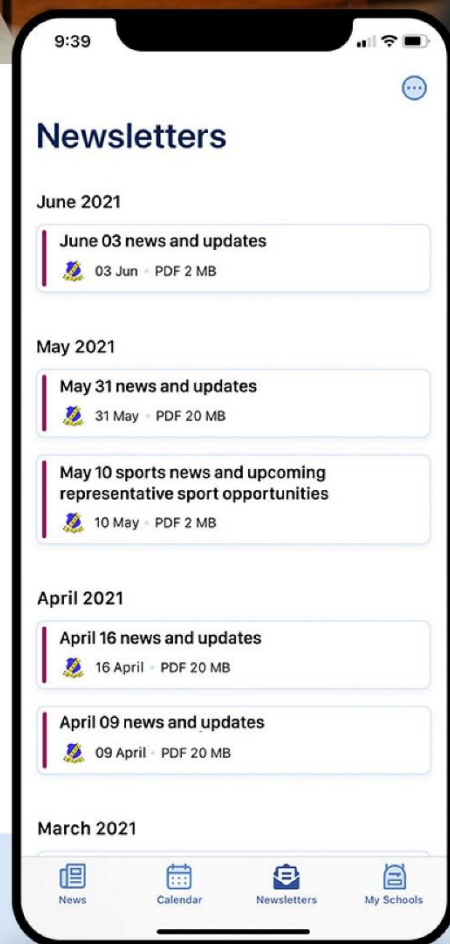 9:39
Newsletters
June 2021
June 03 news and updates
03 Jun • PDF 2 MB
May 2021
May 31 news and updates
31 May • PDF 20 MB
May 10 sports news and upcoming
representative sport opportunities
10 May • PDF 2 MB
April 2021
April 16 news and updates
16 April • PDF 20 MB
April 09 news and updates
09 April • PDF 20 MB
March 2021
News
Calendar
Newsletters
My Schools